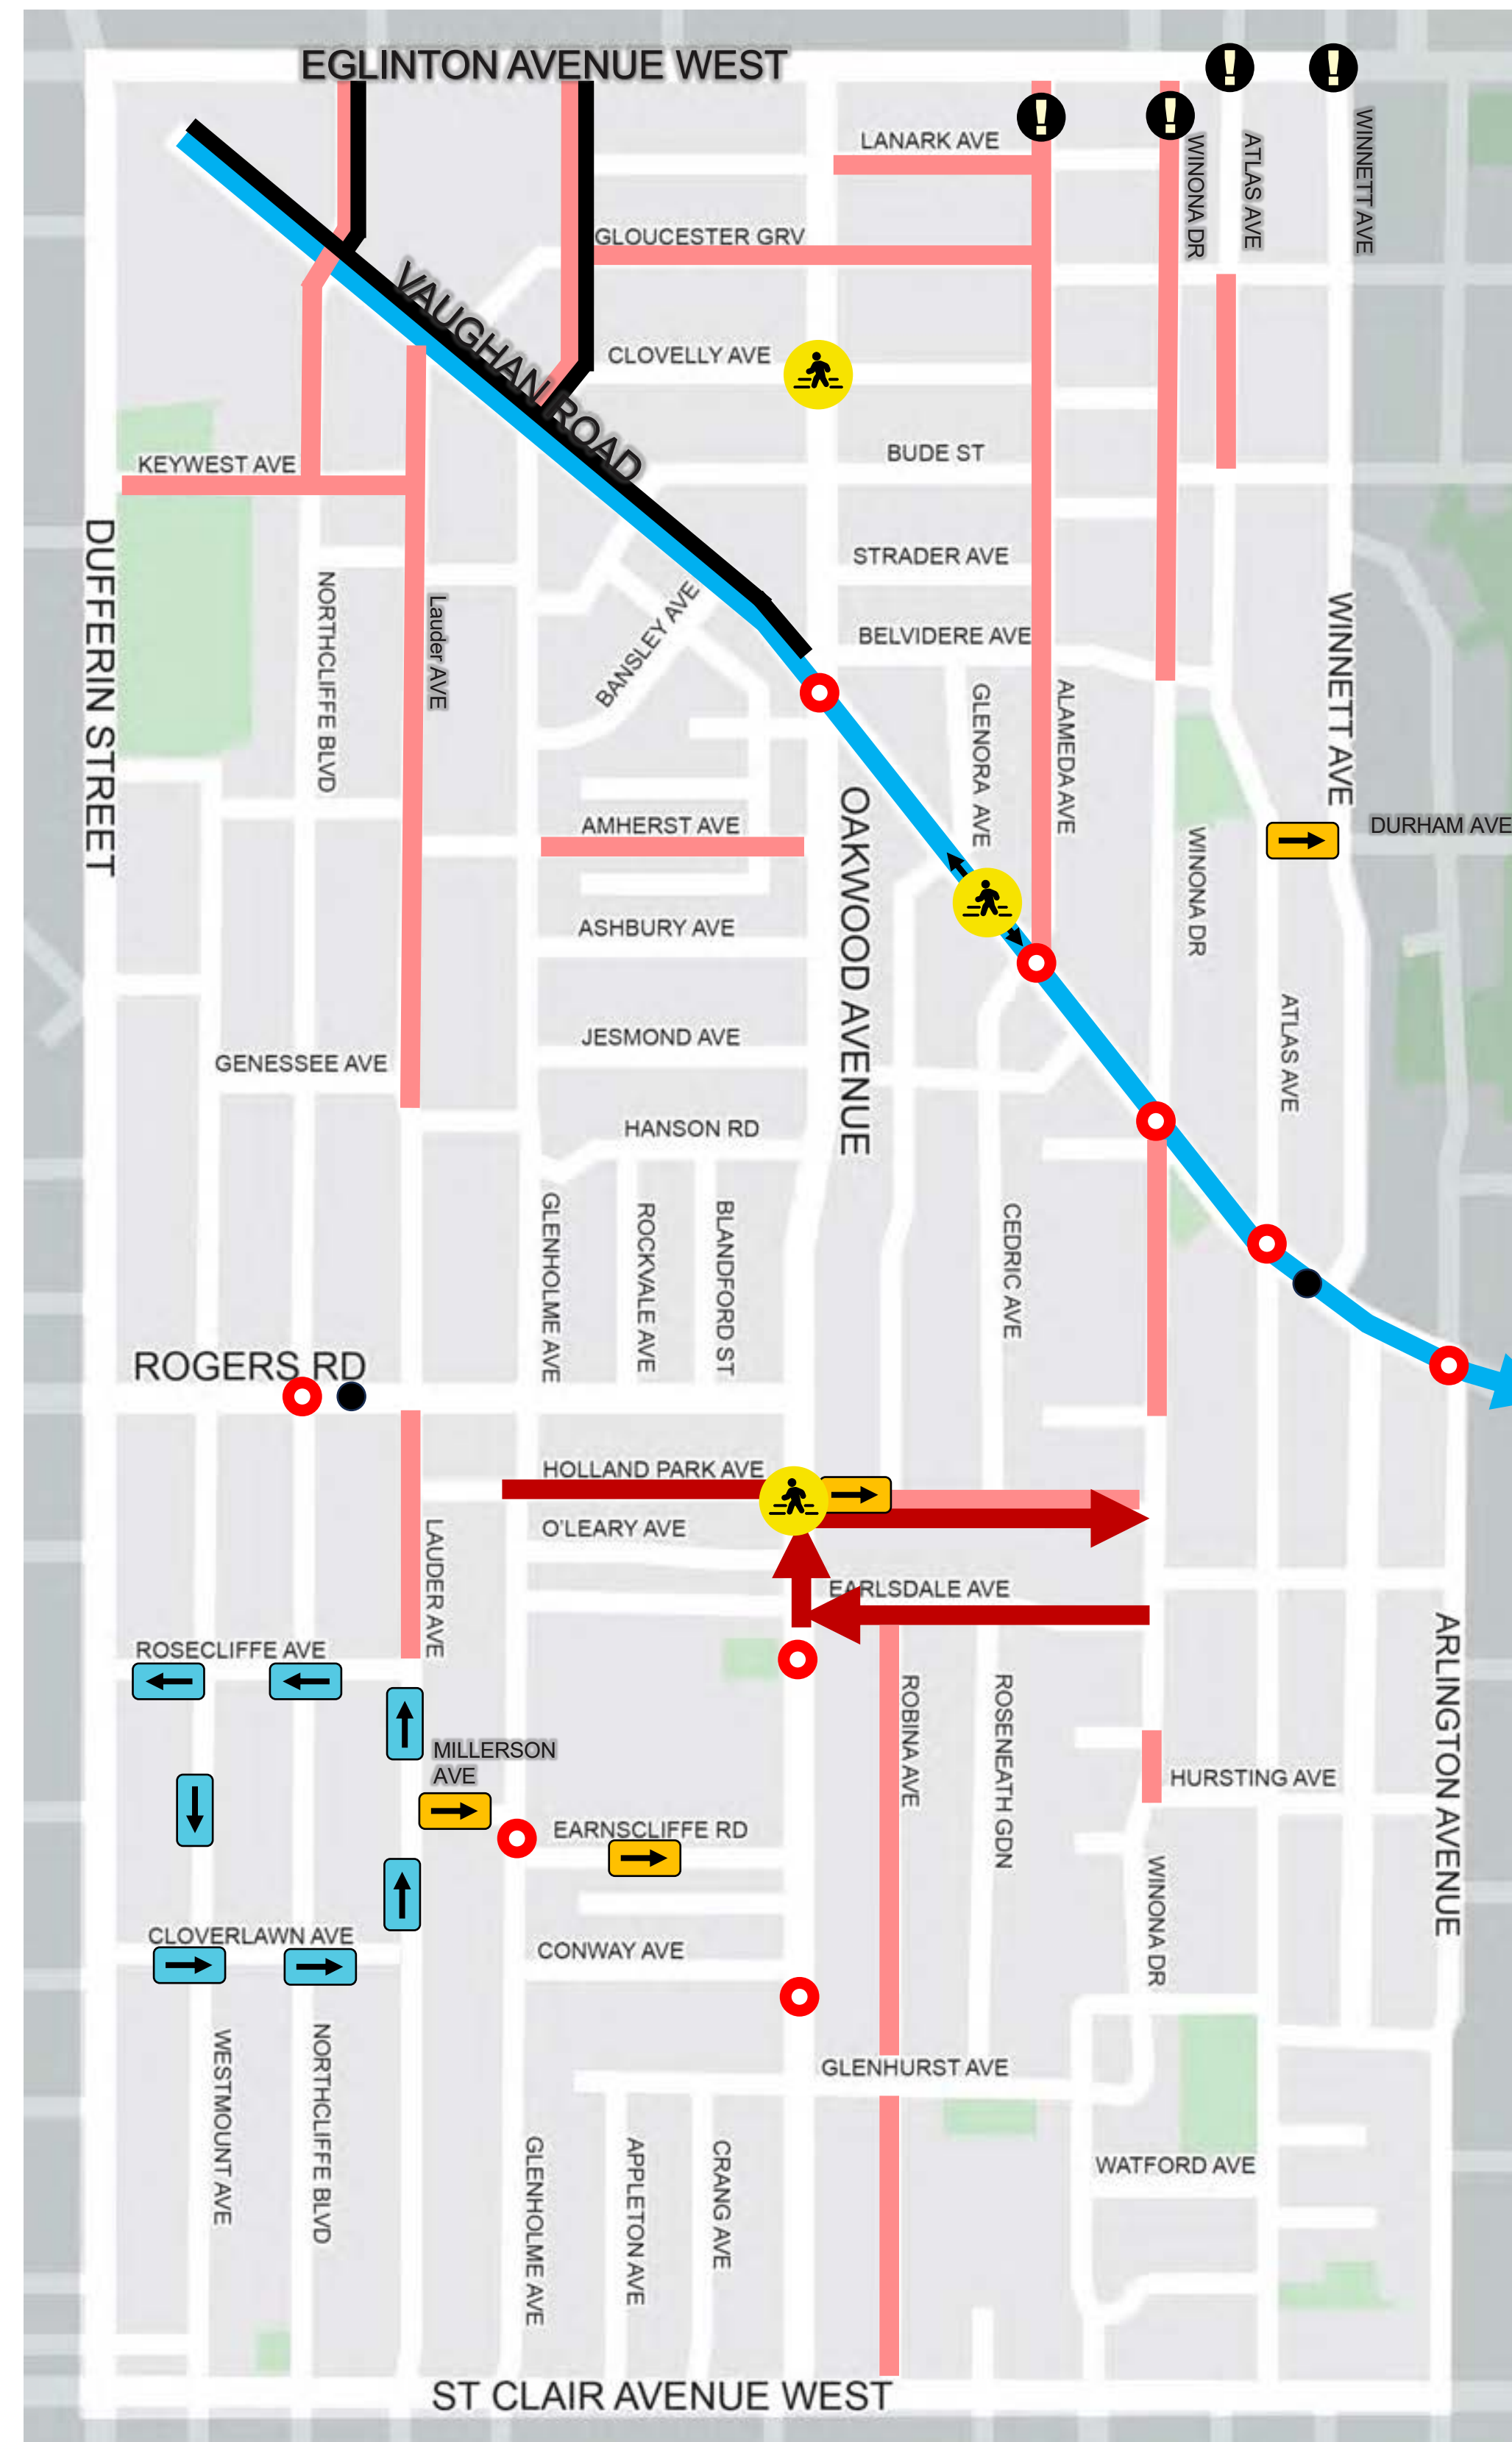 EGLINTON AVENUE WEST
!
!
!
!
LANARK AVE
WINONA DR
ATLAS AVE
WINNETT AVE
GLOUCESTER GRV
VAUGHAN ROAD
CLOVELLY AVE
BUDE ST
KEYWEST AVE
DUFFERIN STREET
STRADER AVE
NORTHCLIFFE BLVD
Lauder AVE
BANSLEY AVE
WINNETT AVE
BELVIDERE AVE
GLENORA AVE
ALAMEDA AVE
OAKWOOD AVENUE
AMHERST AVE
DURHAM AVE
WINONA DR
ASHBURY AVE
ATLAS AVE
JESMOND AVE
GENESSEE AVE
HANSON RD
GLENHOLME AVE
ROCKVALE AVE
BLANDFORD ST
CEDRIC AVE
ROGERS RD
HOLLAND PARK AVE
O'LEARY AVE
LAUDER AVE
EARLSDALE AVE
ROSECLIFFE AVE
ARLINGTON AVENUE
ROBINA AVE
ROSENEATH GDN
MILLERSON
AVE
HURSTING AVE
EARNSCLIFFE RD
WINONA DR
CLOVERLAWN AVE
CONWAY AVE
WESTMOUNT AVE
NORTHCLIFFE BLVD
GLENHURST AVE
GLENHOLME AVE
APPLETON AVE
CRANG AVE
WATFORD AVE
ST CLAIR AVENUE WEST